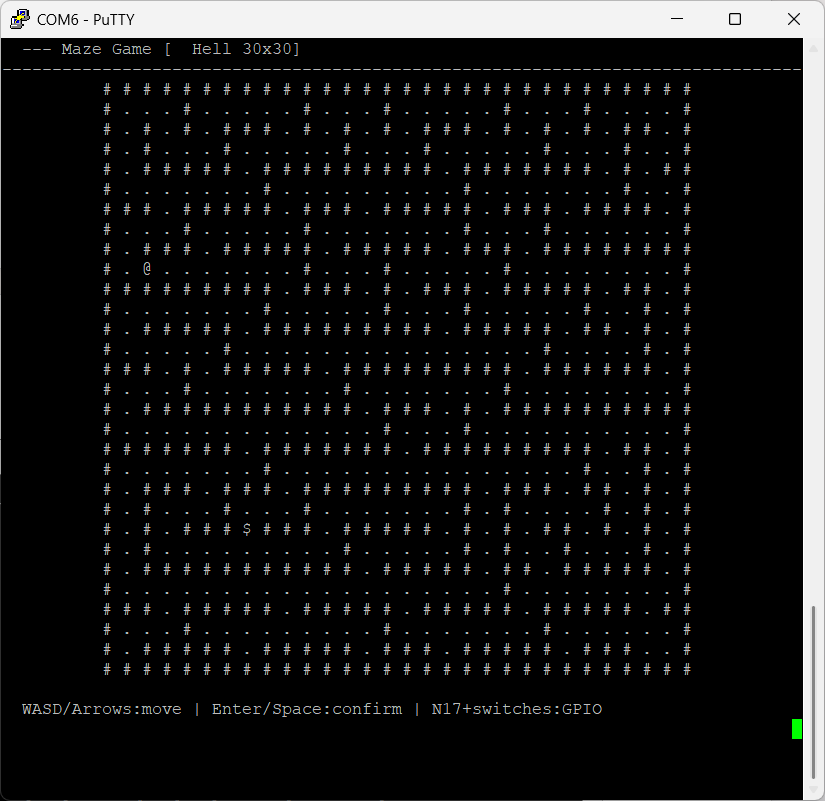 COM6 - PuTTY
--- Maze Game [  Hell 30x30]
--------------------------------------------------------------------------------
# # # # # # # # # # # # # # # # # # # # # # # # # # # # # #
# . . . # . . . . . # . . . # . . . . . # . . . # . . . . #
# . # . # . # # # . # . # . # . # # # . # . # . # . # # . #
# . # . . . # . . . . . # . . . # . . . . . # . . . # . . #
# . # # # # # . # # # # # # # # # . # # # # # # # . # . # #
# . . . . . . . # . . . . . . . . . # . . . . . . . # . . #
# # # . # # # # # . # # # . # # # # # . # # # . # # # # . #
# . . . # . . . . . # . . . . . . . # . . . # . . . . . . #
# . # # # . # # # # # . # # # # # . # # # . # # # # # # # #
# . @ . . . . . . . # . . . # . . . . . # . . . . . . . . #
# # # # # # # # # . # # # . # . # # # . # # # # # . # # . #
# . . . . . . . # . . . . . # . . . # . . . . . # . . # . #
# . # # # # # . # # # # # # # # # . # # # # # . # # . # . #
# . . . . . # . . . . . . . . . . . . . . . # . . . . # . #
# # # . # . # # # # # . # # # # # # # # # . # # # # # # . #
# . . . # . . . . . . . # . . . . . . . # . . . . . . . . #
# . # # # # # # # # # # # . # # # . # . # # # # # # # # # #
# . . . . . . . . . . . . . # . . . # . . . . . . . . . . #
# # # # # # # . # # # # # # # . # # # # # # # # # . # # . #
# . . . . . . . # . . . . . . . . . . . . . . . # . . # . #
# . # # # . # # # . # # # # # # # # # . # . # # # # . # . #
# . # . . . # . . . # . . . . . . . # . # . . . . # . # . #
# . # . # # # $ # # # . # # # # # . # . # . # # . # . # . #
# . # . . . . . . . . . # . . . . . # . # . . # . . . # . #
# . # # # # # # # # # # # . # # # # # . # . # # # # # # . #
# . . . . . . . . . . . . . . . . . . . # . . . . . . . . #
# # # . # # # # # . # # # # # . # # # # # . # # # # # . # #
# . . . # . . . . . . . . . # . . . . . . . # . . . . . . #
# . # # # # # . # # # # # . # # # # # . # # # # # . # # . #
# # # # # # # # # # # # # # # # # # # # # # # # # # # # # #
WASD/Arrows:move | Enter/Space:confirm | N17+switches:GPIO